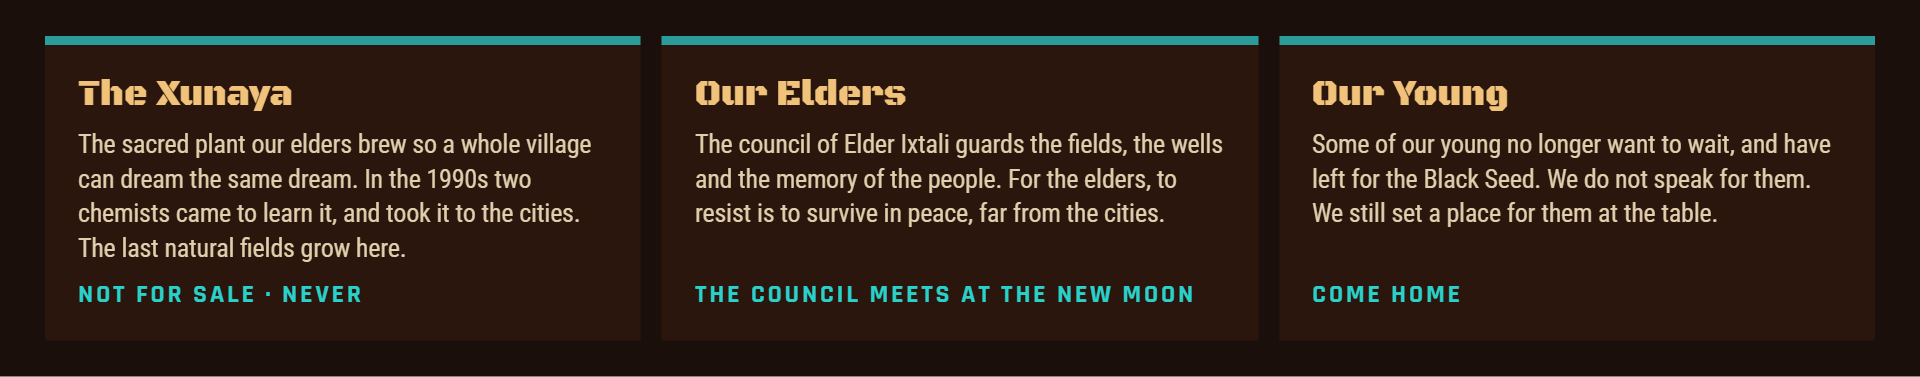 The Xunaya
The sacred plant our elders brew so a whole village
can dream the same dream. In the 1990s two
chemists came to learn it, and took it to the cities.
The last natural fields grow here.
NOT FOR SALE · NEVER
Our Elders
The council of Elder Ixtali guards the fields, the wells
and the memory of the people. For the elders, to
resist is to survive in peace, far from the cities.
THE COUNCIL MEETS AT THE NEW MOON
Our Young
Some of our young no longer want to wait, and have
left for the Black Seed. We do not speak for them.
We still set a place for them at the table.
COME HOME